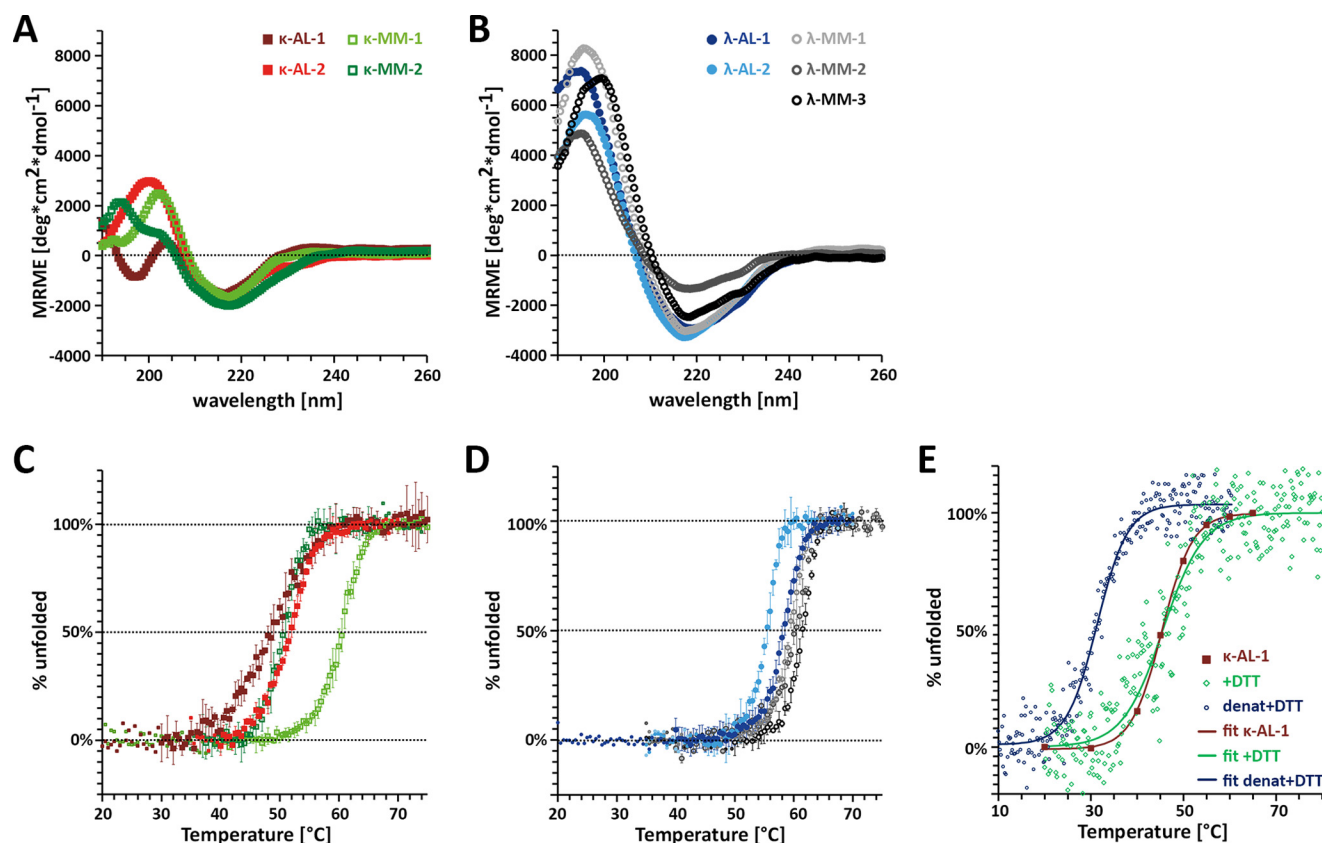 A
MRME [deg*cm²*dmol⁻¹]
8000
6000
4000
2000
0
-2000
-4000
200
220
240
260
wavelength [nm]
κ-AL-1
κ-AL-2
κ-MM-1
κ-MM-2
B
MRME [deg*cm²*dmol⁻¹]
8000
6000
4000
2000
0
-2000
-4000
200
220
240
260
wavelength [nm]
λ-AL-1
λ-AL-2
λ-MM-1
λ-MM-2
λ-MM-3
C
% unfolded
100%
50%
0%
20
30
40
50
60
70
Temperature [°C]
D
% unfolded
100%
50%
0%
20
30
40
50
60
70
Temperature [°C]
E
% unfolded
100%
50%
0%
10
30
50
70
Temperature [°C]
κ-AL-1
+DTT
denat+DTT
fit κ-AL-1
fit +DTT
fit denat+DTT